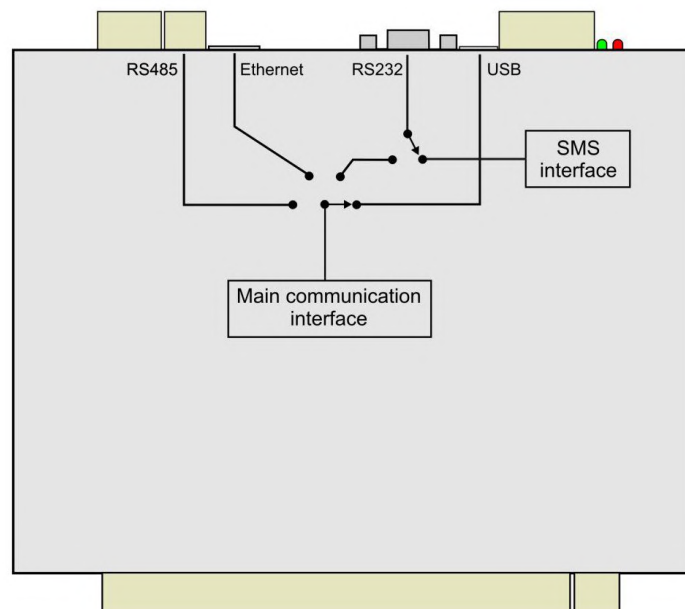 RS485
Ethernet
RS232
USB
SMS
interface
Main communication
interface